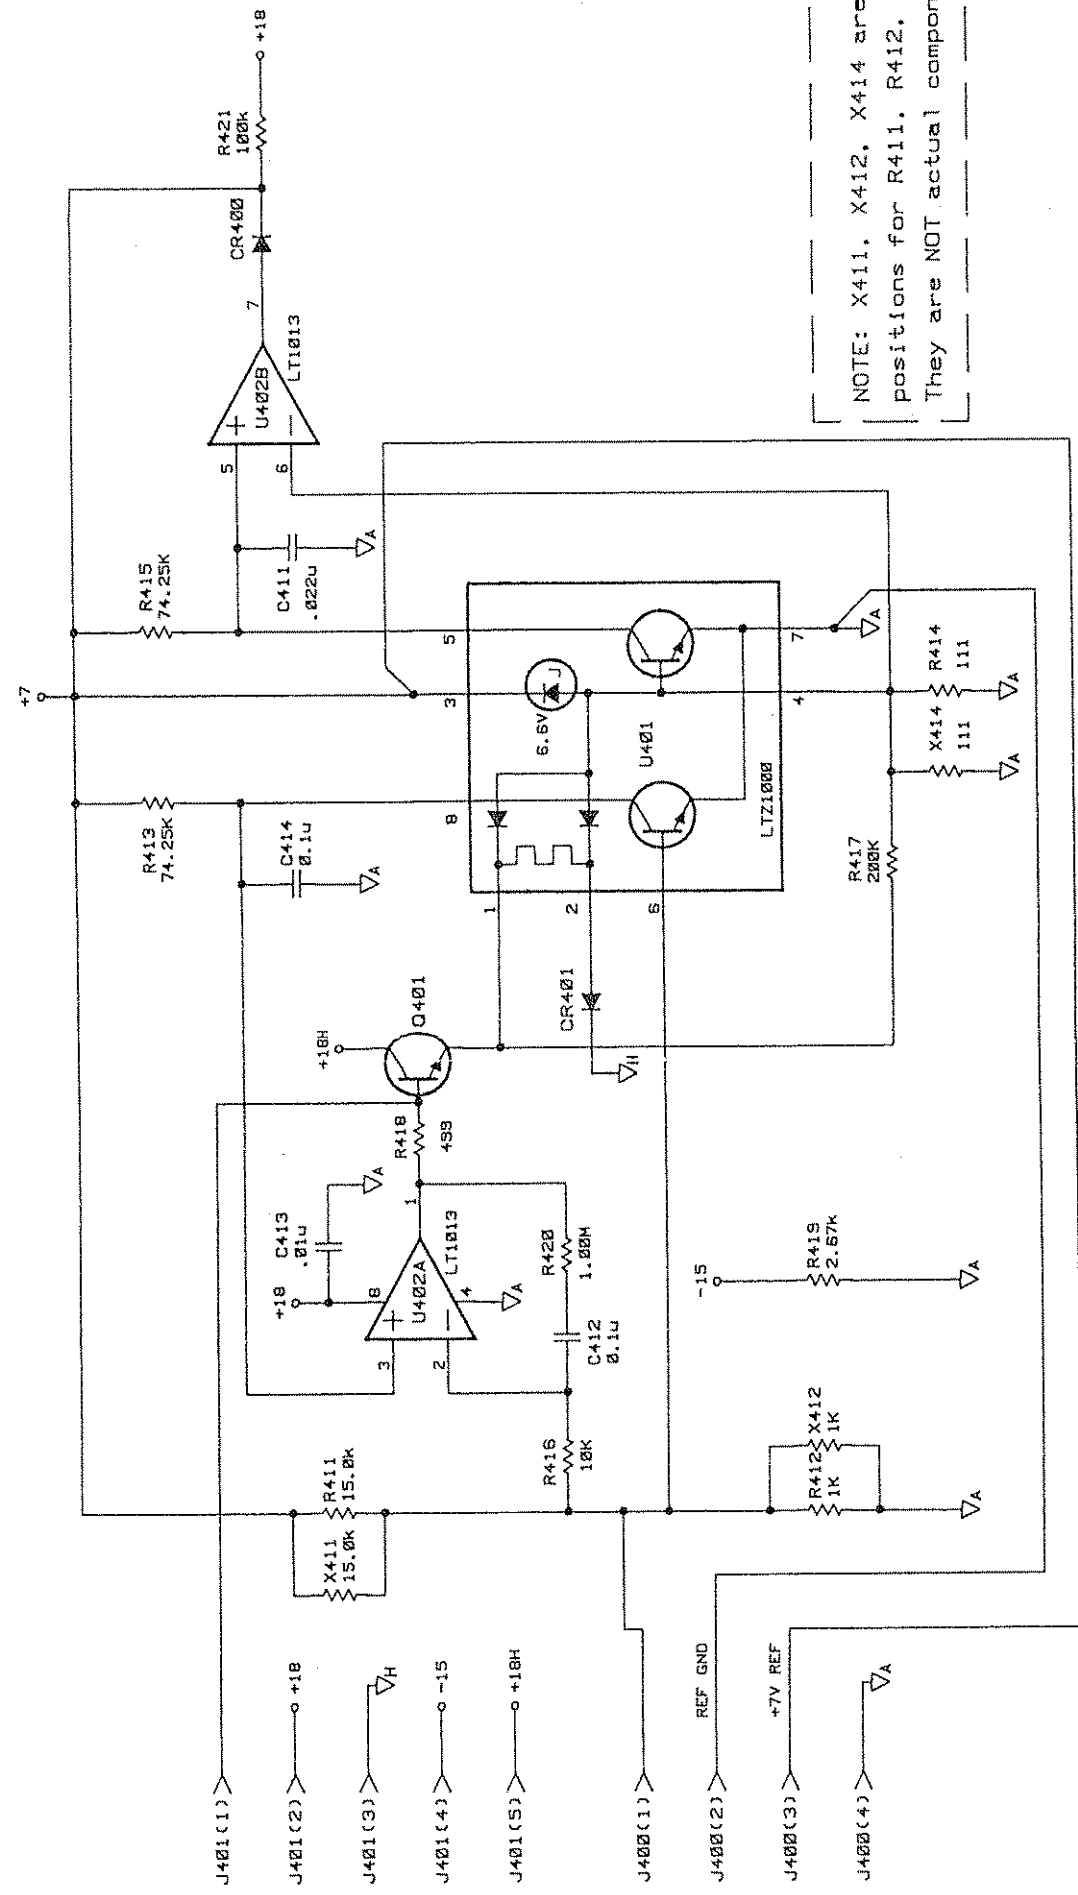 +18
R421
100k
CR400
7
U402B
LT1013
+
−
5
6
NOTE: X411, X412, X414 are
positions for R411, R412,
They are NOT actual compon
R415
74.25K
C411
.022u
A
+7
3
5
J
6.6V
U401
7
4
A
R414
111
A
X414
111
A
R413
74.25K
C414
0.1u
A
8
LTZ1000
1
2
6
R417
200K
CR401
H
+18H
Q401
R418
499
C413
.01u
A
+18
8
1
U402A
LT1013
+
−
3
2
4
A
R420
1.00M
C412
0.1u
-15
R419
2.67k
A
R416
10K
R411
15.0k
X411
15.0k
X412
1K
R412
1K
A
J401(1)
J401(2)
+18
J401(3)
H
J401(4)
-15
J401(5)
+18H
J400(1)
J400(2)
REF GND
J400(3)
+7V REF
J400(4)
A